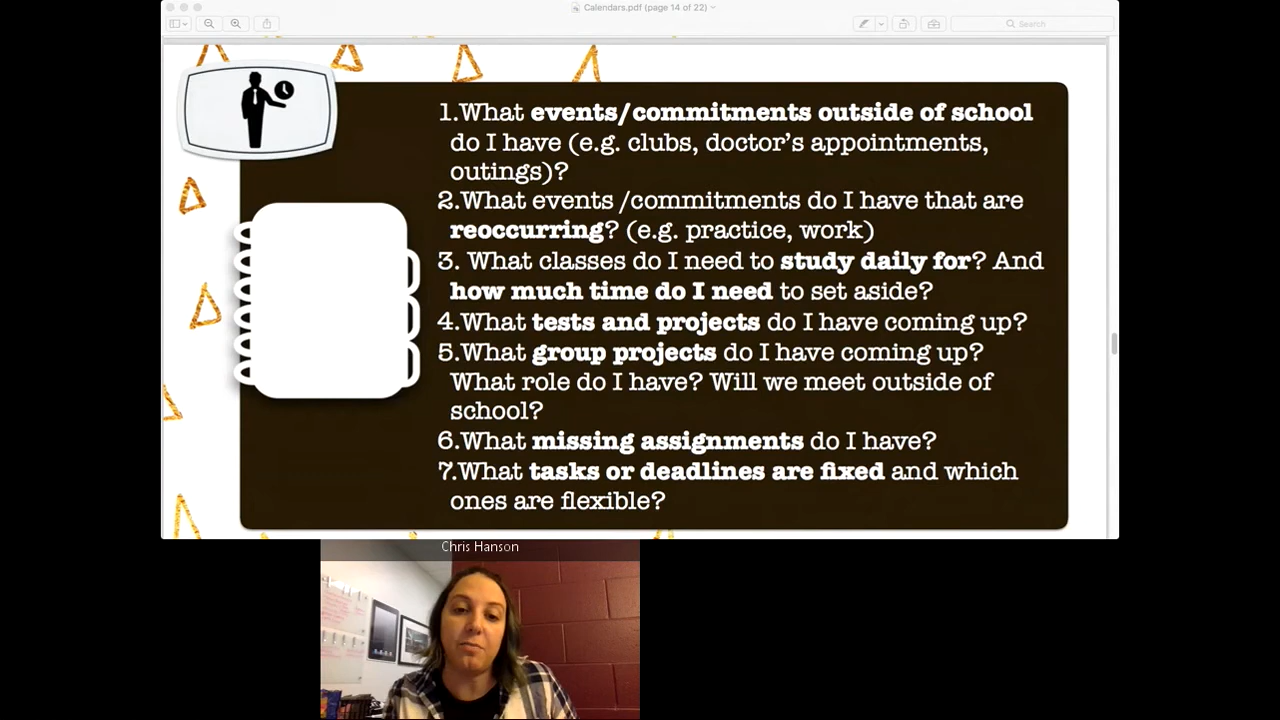 Calendars.pdf (page 14 of 22)
Search
1.What events/commitments outside of school
do I have (e.g. clubs, doctor's appointments,
outings)?
2.What events /commitments do I have that are
reoccurring? (e.g. practice, work)
3. What classes do I need to study daily for? And
how much time do I need to set aside?
4.What tests and projects do I have coming up?
5.What group projects do I have coming up?
What role do I have? Will we meet outside of
school?
6.What missing assignments do I have?
7.What tasks or deadlines are fixed and which
ones are flexible?
Chris Hanson